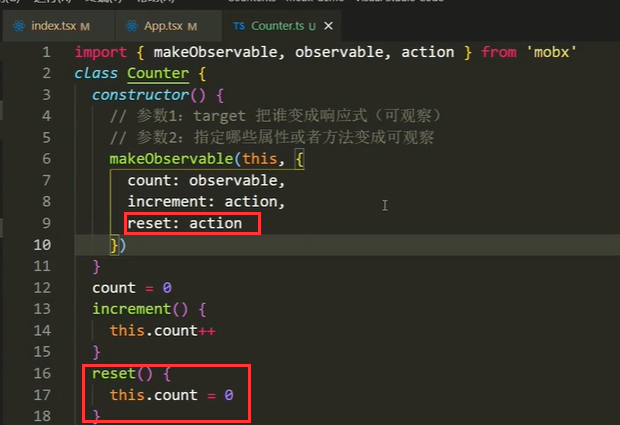 index.tsx M App.tsx M TS Counter.ts U ×
1 import { makeObservable, observable, action } from 'mobx'
2 class Counter {
3 constructor() {
4 // 参数1: target 把谁变成响应式（可观察）
5 // 参数2: 指定哪些属性或者方法变成可观察
6 makeObservable(this, {
7 count: observable,
8 increment: action,
9 reset: action
10 })
11 }
12 count = 0
13 increment() {
14 this.count++
15 }
16 reset() {
17 this.count = 0
18 }